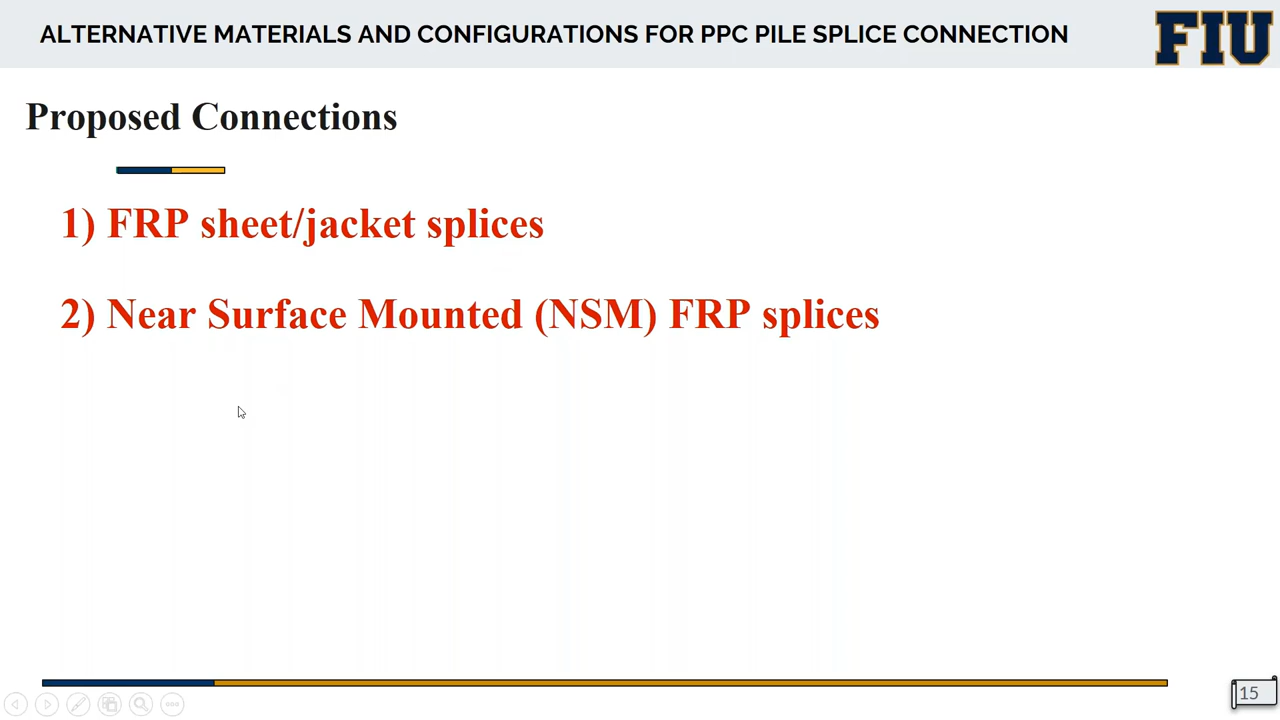 ALTERNATIVE MATERIALS AND CONFIGURATIONS FOR PPC PILE SPLICE CONNECTION
FIU
Proposed Connections
1) FRP sheet/jacket splices
2) Near Surface Mounted (NSM) FRP splices
15